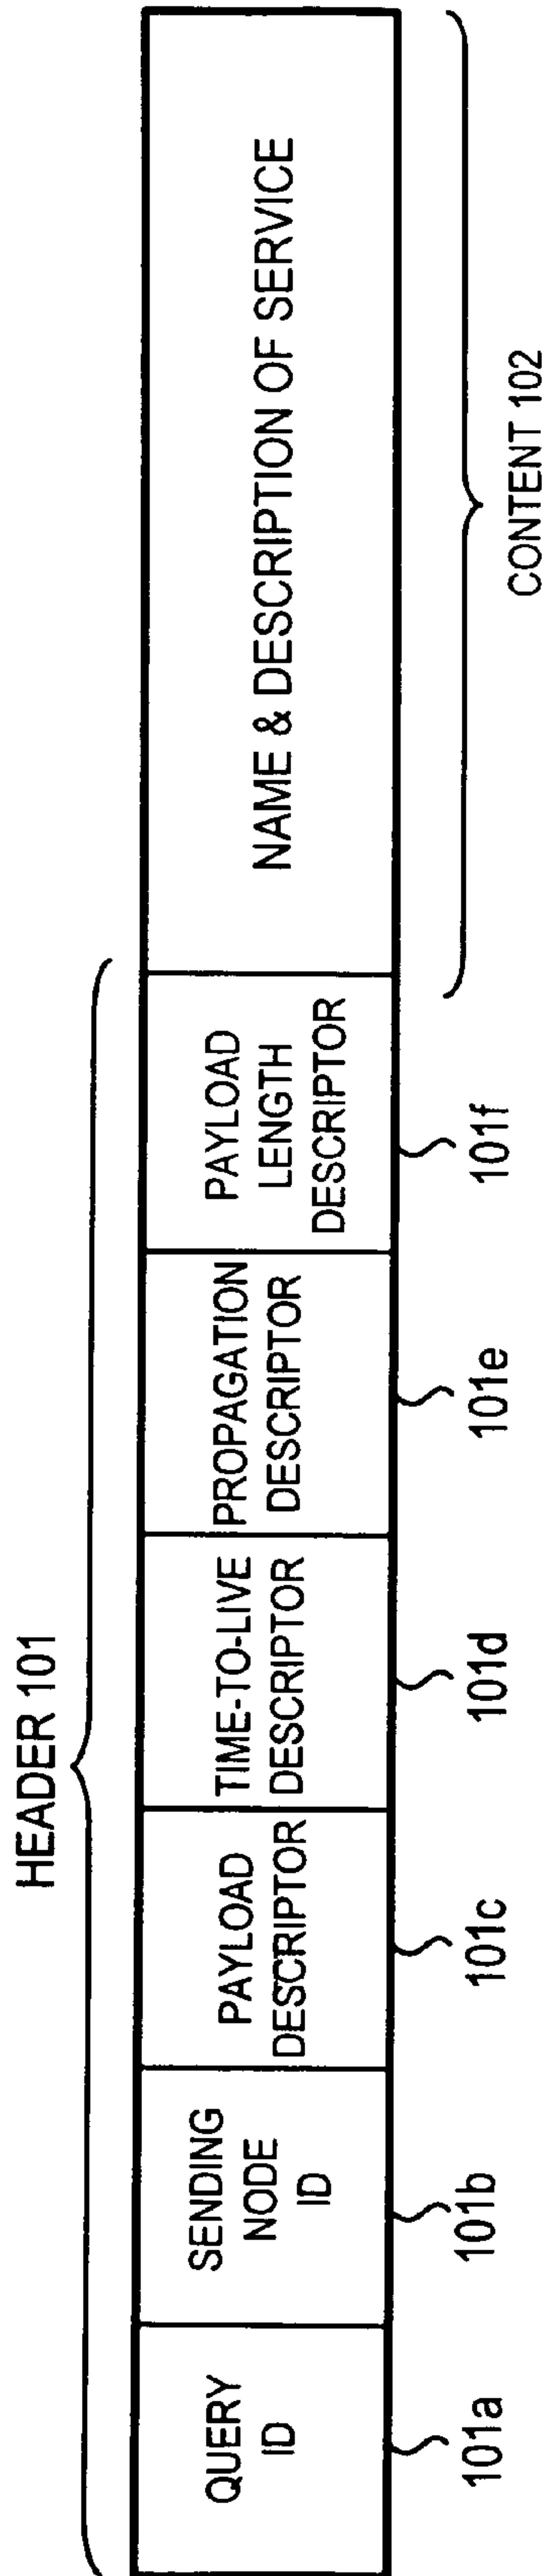 HEADER 101
QUERY
ID
SENDING
NODE
ID
PAYLOAD
DESCRIPTOR
TIME-TO-LIVE
DESCRIPTOR
PROPAGATION
DESCRIPTOR
PAYLOAD
LENGTH
DESCRIPTOR
NAME & DESCRIPTION OF SERVICE
101a
101b
101c
101d
101e
101f
CONTENT 102